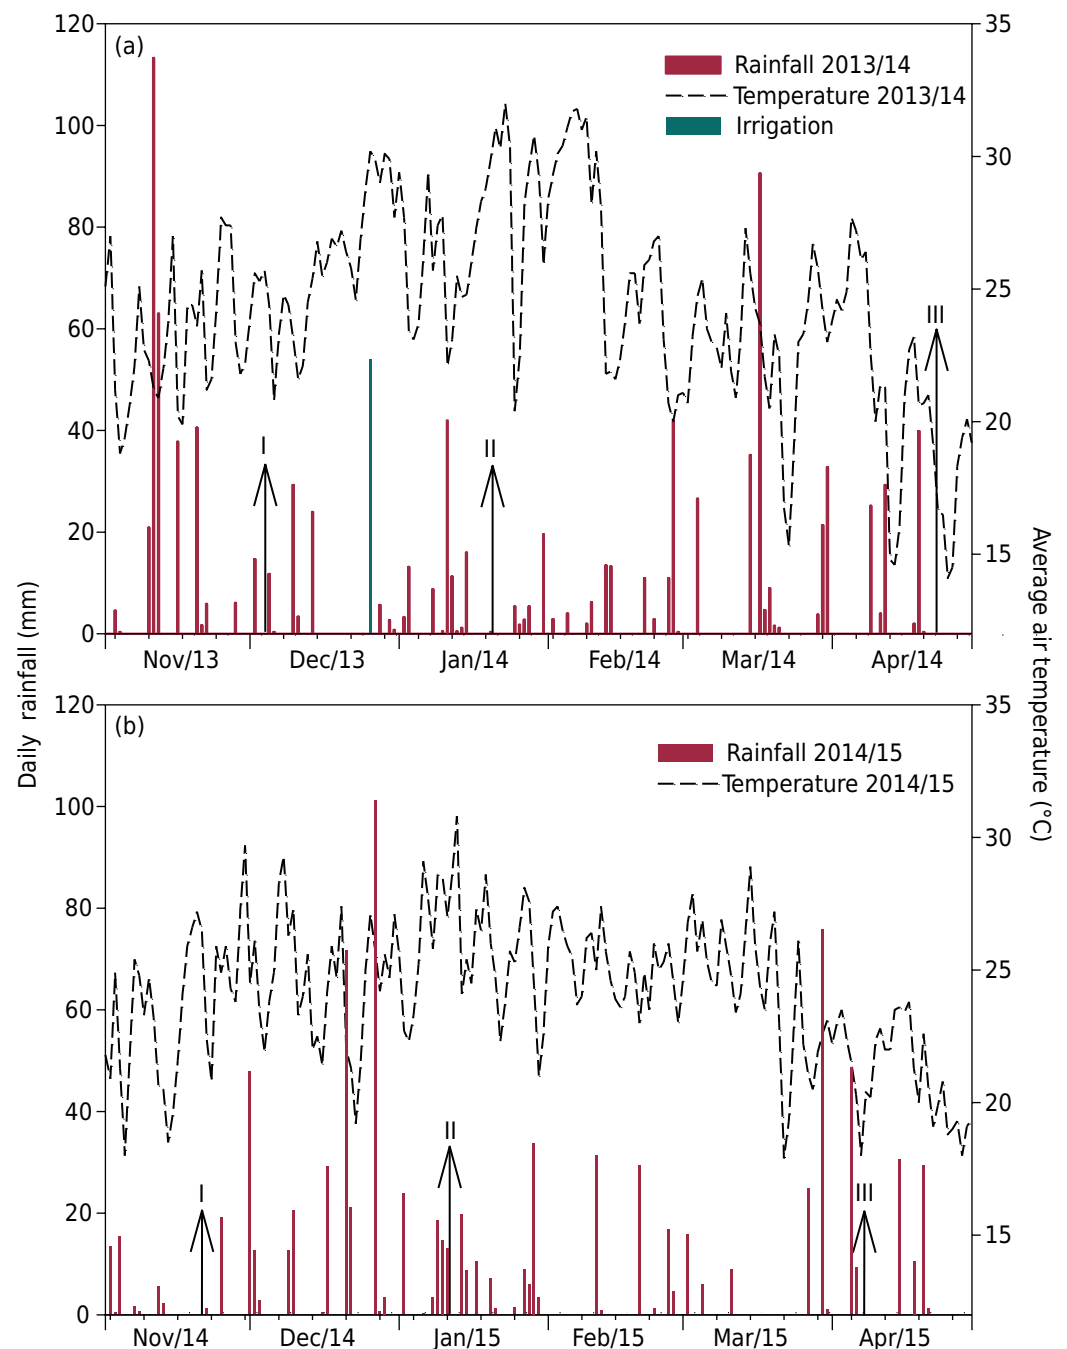 120
(a)
35
Rainfall 2013/14
Temperature 2013/14
Irrigation
100
30
80
25
60
III
40
I
II
20
20
15
0
Nov/13 Dec/13 Jan/14 Feb/14 Mar/14 Apr/14
Daily rainfall (mm)
Average air temperature (°C)
120
(b)
35
Rainfall 2014/15
Temperature 2014/15
100
30
80
25
60
40
20
II
I
III
20
15
0
Nov/14 Dec/14 Jan/15 Feb/15 Mar/15 Apr/15